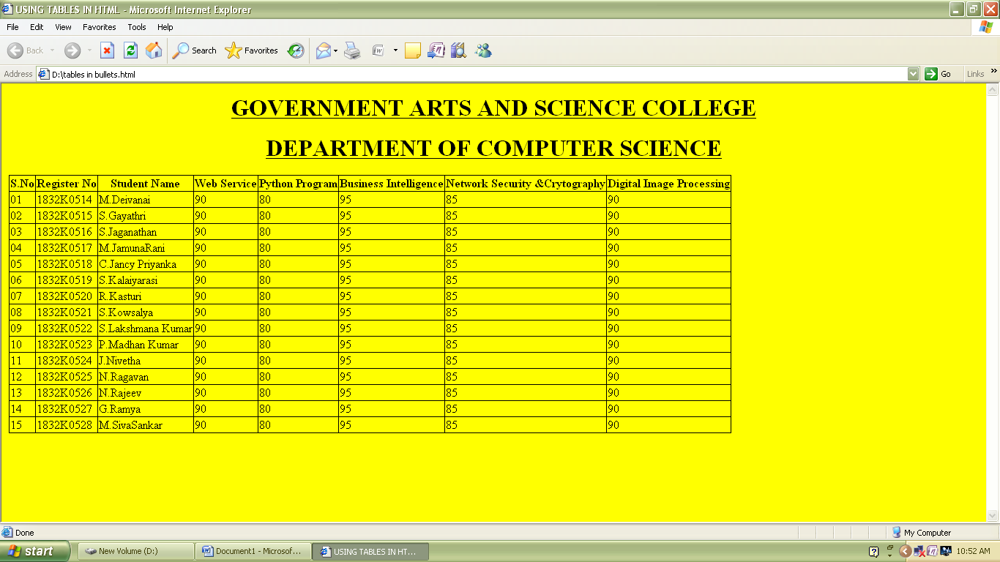 USING TABLES IN HTML - Microsoft Internet Explorer
File Edit View Favorites Tools Help
Back Search Favorites
Address D:\tables in bullets.html Go Links »
GOVERNMENT ARTS AND SCIENCE COLLEGE
DEPARTMENT OF COMPUTER SCIENCE
S.No Register No Student Name Web Service Python Program Business Intelligence Network Security &Crytography Digital Image Processing
01 1832K0514 M.Deivanai 90 80 95 85 90
02 1832K0515 S.Gayathri 90 80 95 85 90
03 1832K0516 S.Jaganathan 90 80 95 85 90
04 1832K0517 M.JamunaRani 90 80 95 85 90
05 1832K0518 C.Jancy Priyanka 90 80 95 85 90
06 1832K0519 S.Kalaiyarasi 90 80 95 85 90
07 1832K0520 R.Kasturi 90 80 95 85 90
08 1832K0521 S.Kowsalya 90 80 95 85 90
09 1832K0522 S.Lakshmana Kumar 90 80 95 85 90
10 1832K0523 P.Madhan Kumar 90 80 95 85 90
11 1832K0524 J.Nivetha 90 80 95 85 90
12 1832K0525 N.Ragavan 90 80 95 85 90
13 1832K0526 N.Rajeev 90 80 95 85 90
14 1832K0527 G.Ramya 90 80 95 85 90
15 1832K0528 M.SivaSankar 90 80 95 85 90
Done My Computer
start New Volume (D:) Document1 - Microsof... USING TABLES IN HT... 10:52 AM